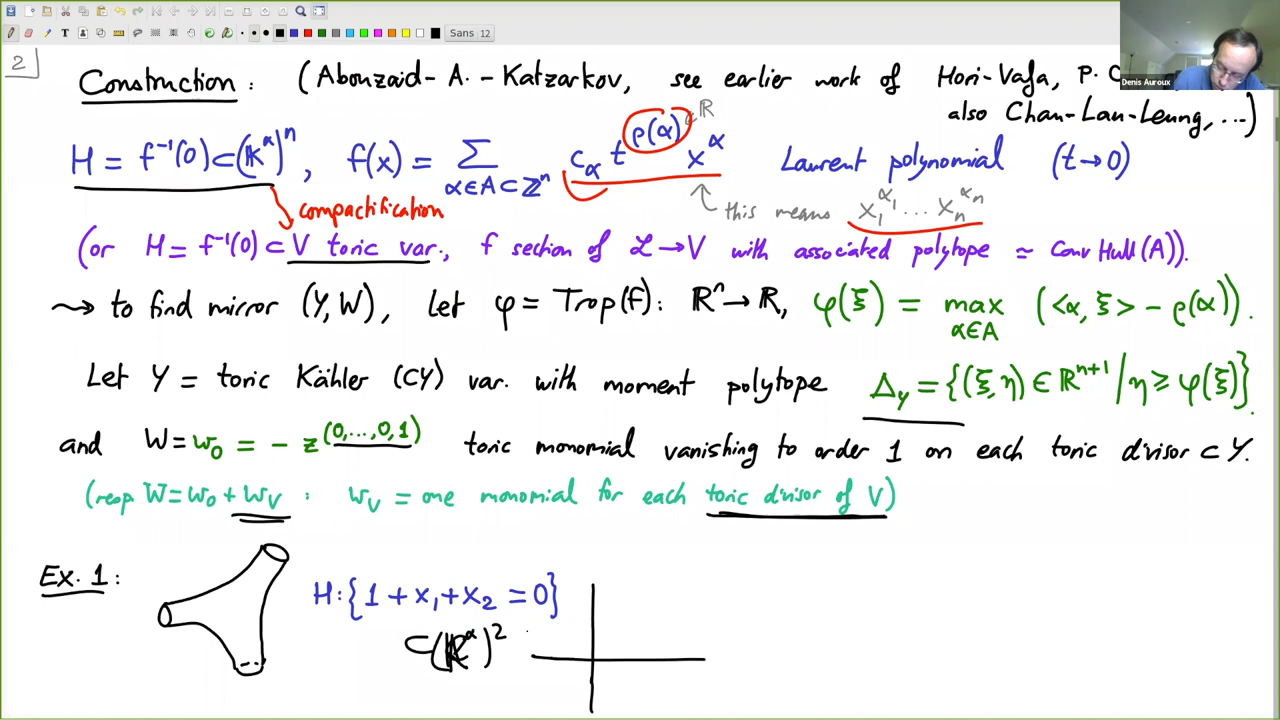 Sans 12
Denis Auroux
2
Construction : (Abouzaid - A. - Katzarkov, see earlier work of Hori-Vafa, P. C
also Chan-Lau-Leung, ...)
H = f⁻¹(0) ⊂ (𝕂*)ⁿ, f(x) = Σ_{α∈A⊂ℤⁿ} c_α t^{ρ(α)} x^α Laurent polynomial (t→0)
∈ℝ
compactification
this means x₁^{α₁} ... xₙ^{αₙ}
(or H = f⁻¹(0) ⊂ V toric var., f section of ℒ→V with associated polytope ≃ Conv Hull(A)).
⇝ to find mirror (Y,W), Let φ = Trop(f): ℝⁿ→ℝ, φ(ξ) = max_{α∈A} (<α,ξ> - ρ(α)).
Let Y = toric Kähler (CY) var. with moment polytope Δ_Y = {(ξ,η) ∈ ℝⁿ⁺¹ / η ≥ φ(ξ)}.
and W = w₀ = - z^{(0,...,0,1)} toric monomial vanishing to order 1 on each toric divisor ⊂ Y.
(resp W = w₀ + w_V : w_V = one monomial for each toric divisor of V)
Ex. 1 :
H: {1 + x₁ + x₂ = 0}
⊂ (𝕂*)²